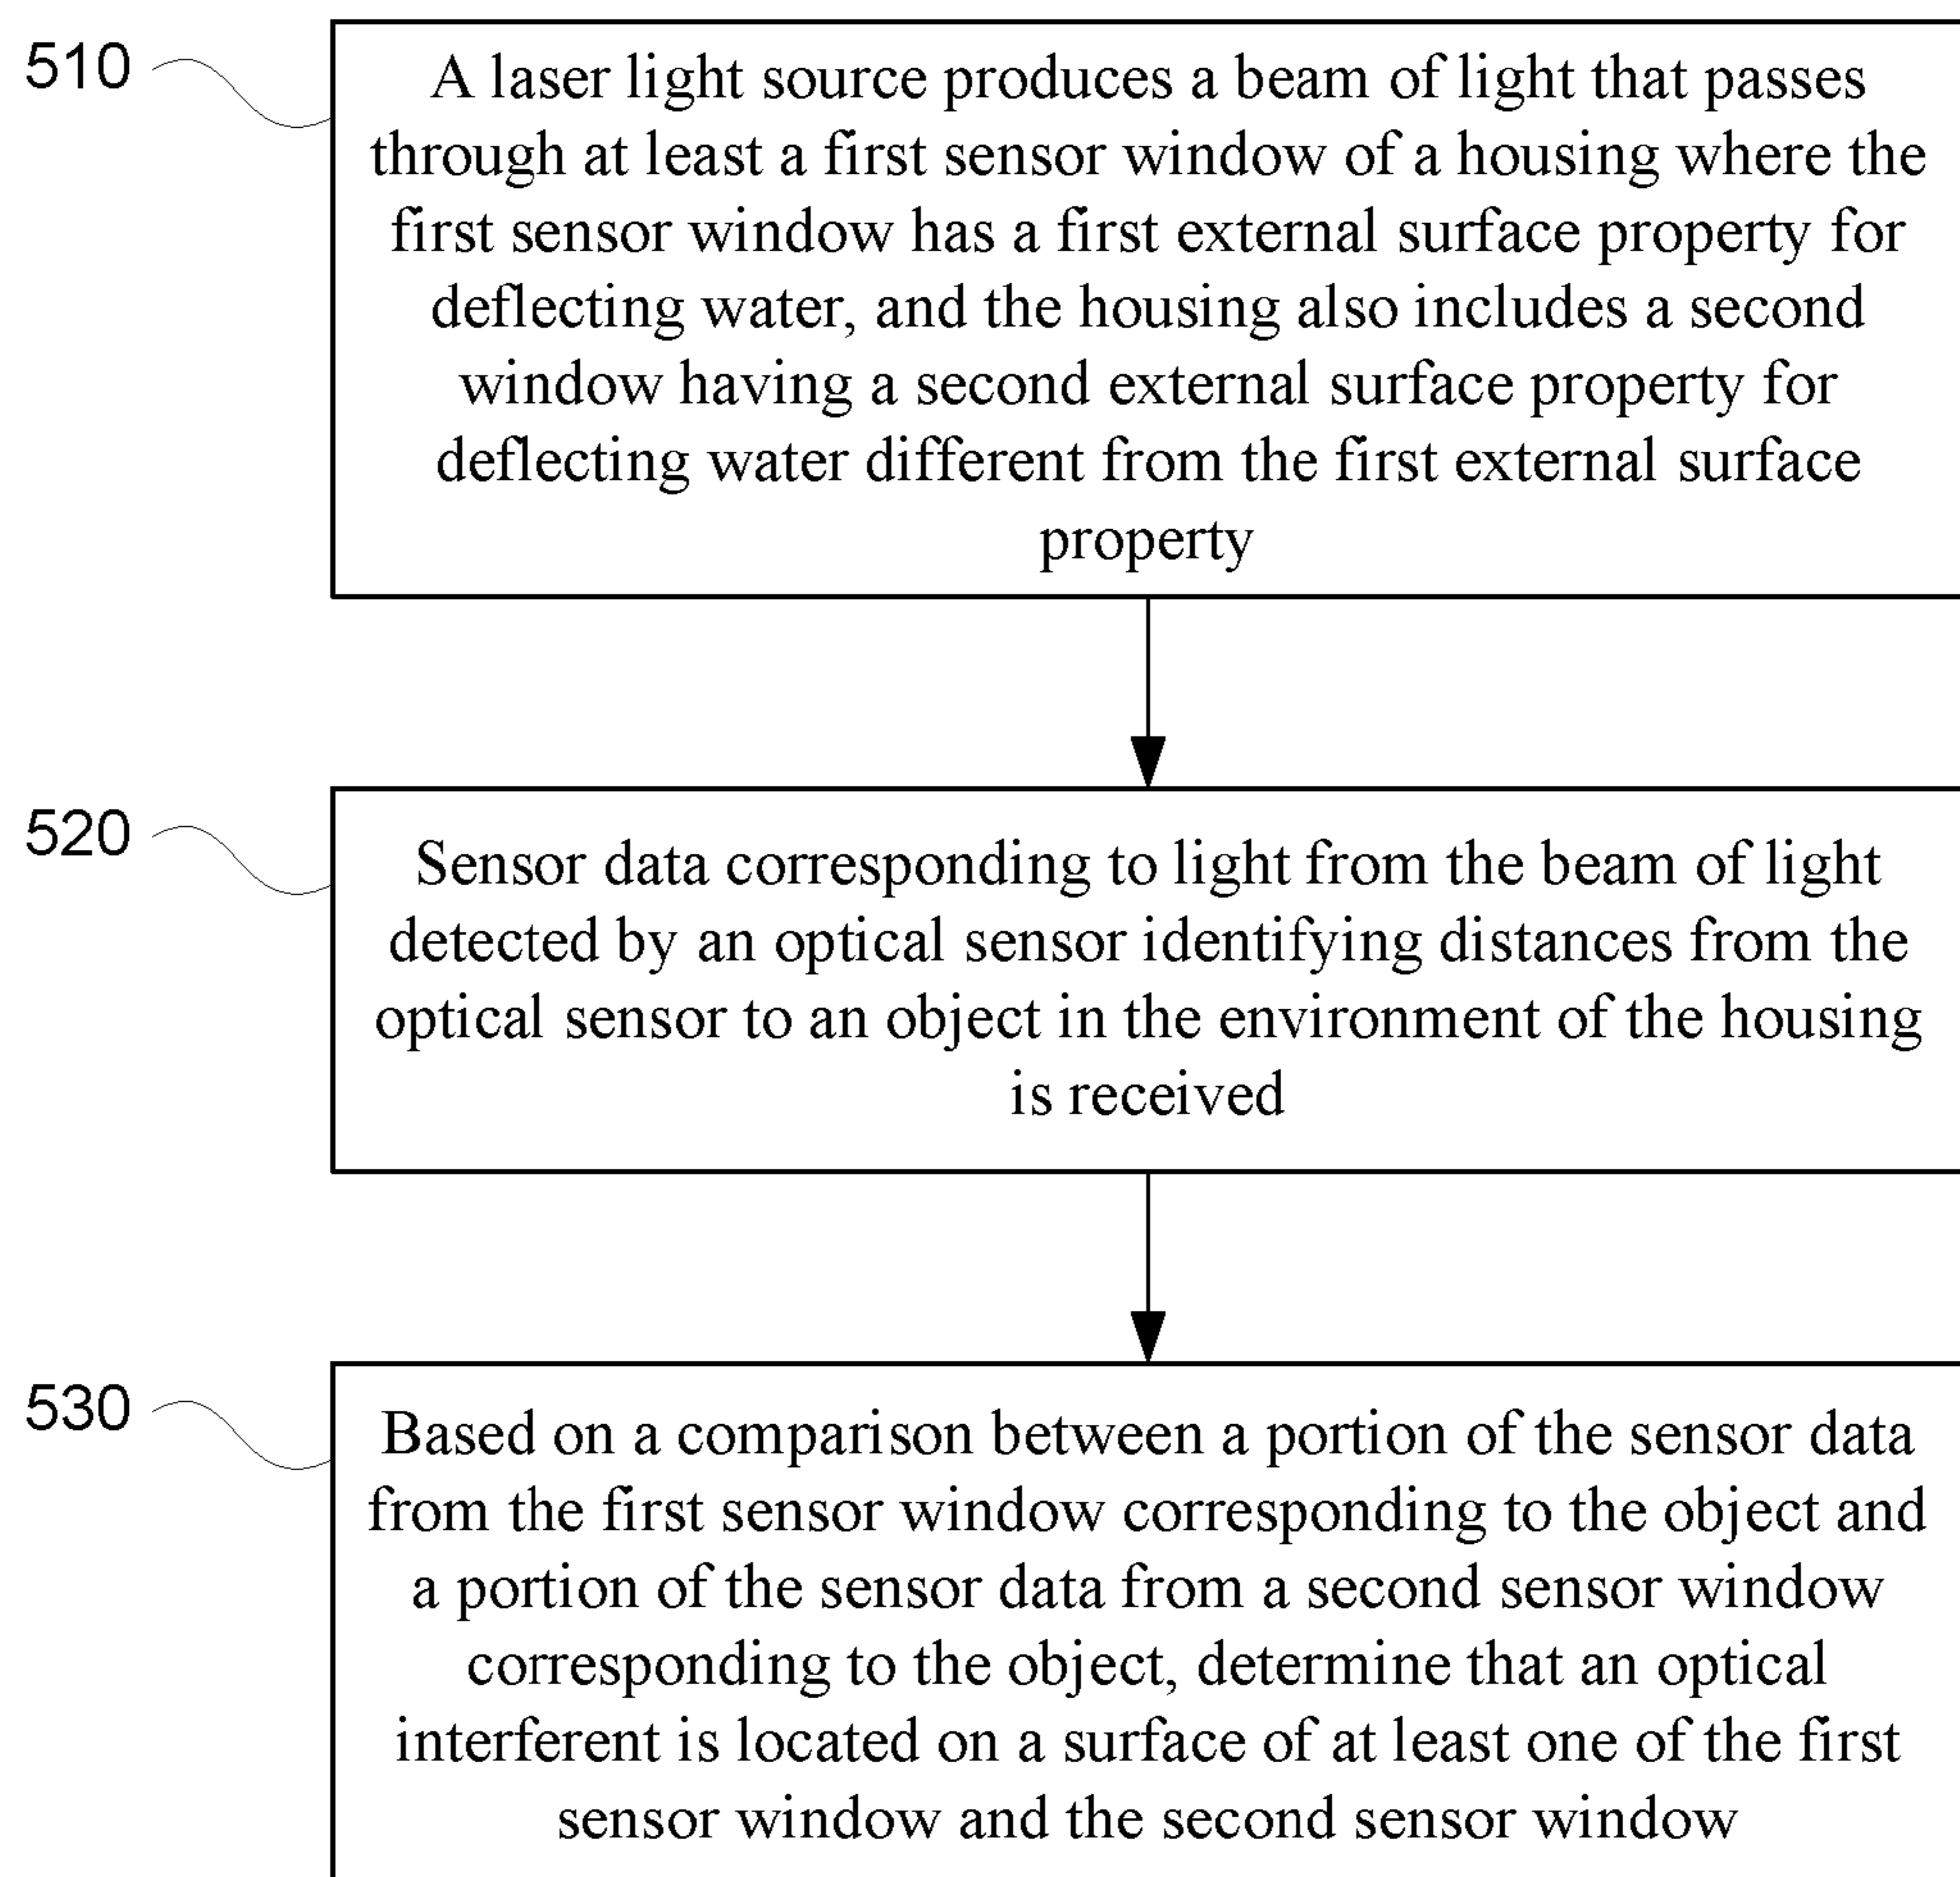 510
A laser light source produces a beam of light that passes
through at least a first sensor window of a housing where the
first sensor window has a first external surface property for
deflecting water, and the housing also includes a second
window having a second external surface property for
deflecting water different from the first external surface
property
520
Sensor data corresponding to light from the beam of light
detected by an optical sensor identifying distances from the
optical sensor to an object in the environment of the housing
is received
530
Based on a comparison between a portion of the sensor data
from the first sensor window corresponding to the object and
a portion of the sensor data from a second sensor window
corresponding to the object, determine that an optical
interferent is located on a surface of at least one of the first
sensor window and the second sensor window